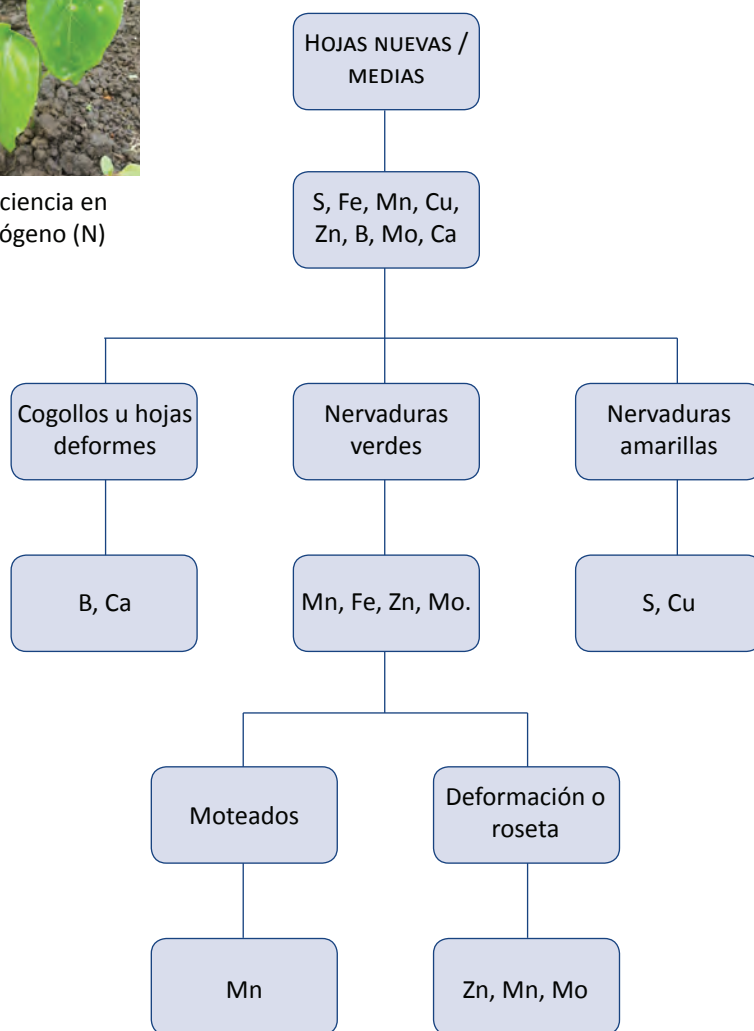 HOJAS NUEVAS /
MEDIAS
ciencia en
ógeno (N)
S, Fe, Mn, Cu,
Zn, B, Mo, Ca
Cogollos u hojas
deformes
Nervaduras
verdes
Nervaduras
amarillas
B, Ca
Mn, Fe, Zn, Mo.
S, Cu
Moteados
Deformación o
roseta
Mn
Zn, Mn, Mo